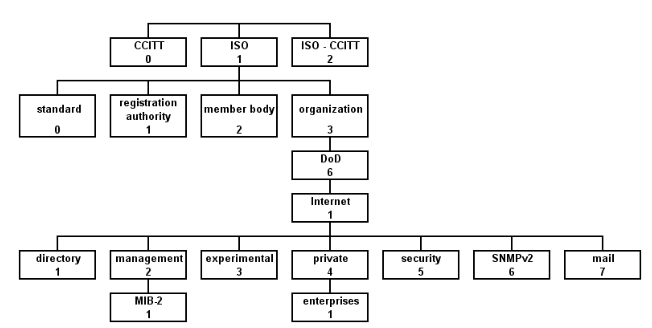 CCITT
0
ISO
1
ISO - CCITT
2
standard
0
registration
authority
1
member body
2
organization
3
DoD
6
Internet
1
directory
1
management
2
experimental
3
private
4
security
5
SNMPv2
6
mail
7
MIB-2
1
enterprises
1